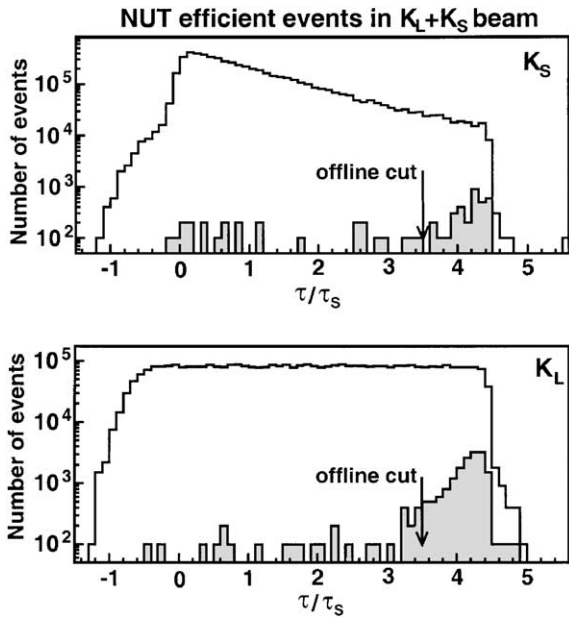 NUT efficient events in K_L+K_S beam
Number of events
10^5
10^4
10^3
10^2
K_S
offline cut
-1 0 1 2 3 4 5
τ/τ_S
Number of events
10^5
10^4
10^3
10^2
K_L
offline cut
-1 0 1 2 3 4 5
τ/τ_S